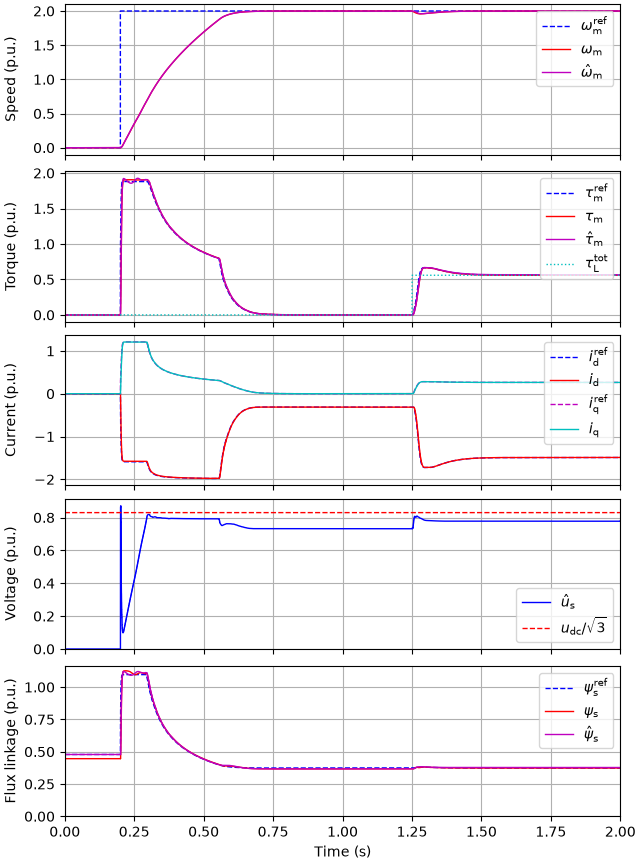 Speed (p.u.)
2.0
1.5
1.0
0.5
0.0
ω_m^ref
ω_m
ω̂_m
Torque (p.u.)
2.0
1.5
1.0
0.5
0.0
τ_m^ref
τ_m
τ̂_m
τ_L^tot
Current (p.u.)
1
0
−1
−2
i_d^ref
i_d
i_q^ref
i_q
Voltage (p.u.)
0.8
0.6
0.4
0.2
0.0
û_s
u_dc/√3
Flux linkage (p.u.)
1.00
0.75
0.50
0.25
0.00
ψ_s^ref
ψ_s
ψ̂_s
0.00 0.25 0.50 0.75 1.00 1.25 1.50 1.75 2.00
Time (s)